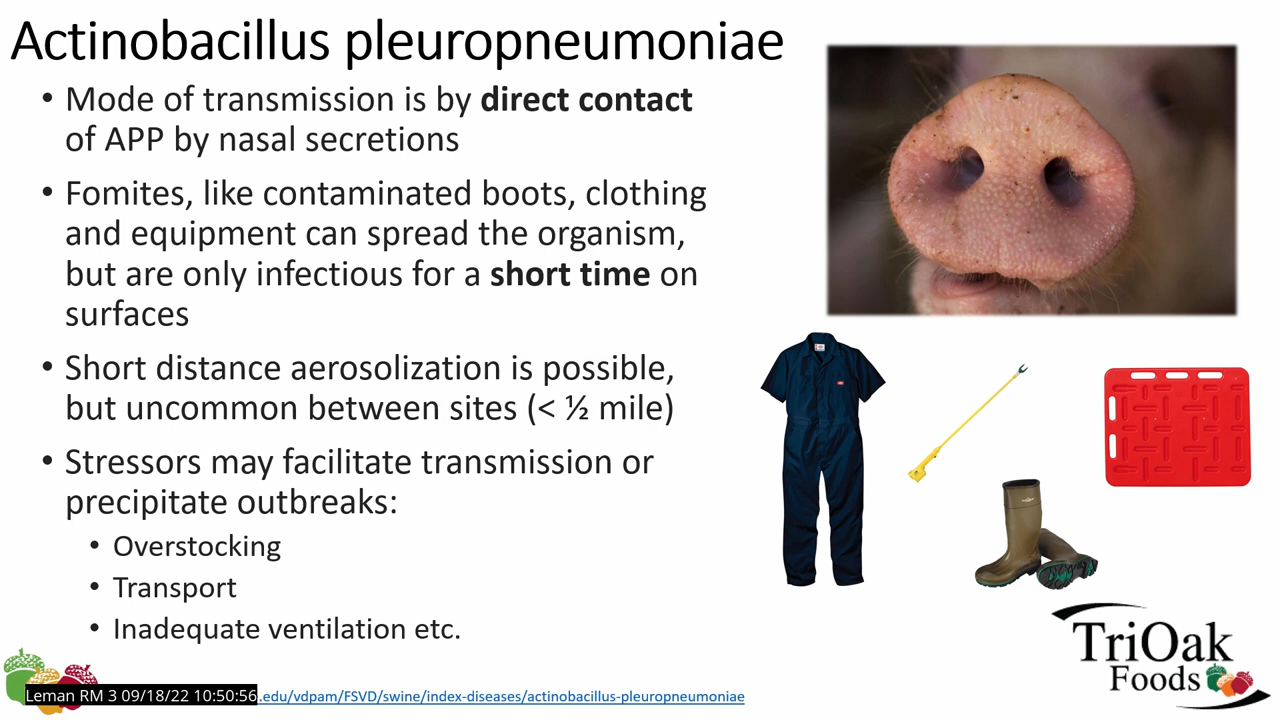 Actinobacillus pleuropneumoniae
• Mode of transmission is by direct contact
of APP by nasal secretions
• Fomites, like contaminated boots, clothing
and equipment can spread the organism,
but are only infectious for a short time on
surfaces
• Short distance aerosolization is possible,
but uncommon between sites (< ½ mile)
• Stressors may facilitate transmission or
precipitate outbreaks:
• Overstocking
• Transport
• Inadequate ventilation etc.
TriOak
Foods
Leman RM 3 09/18/22 10:50:56
.edu/vdpam/FSVD/swine/index-diseases/actinobacillus-pleuropneumoniae